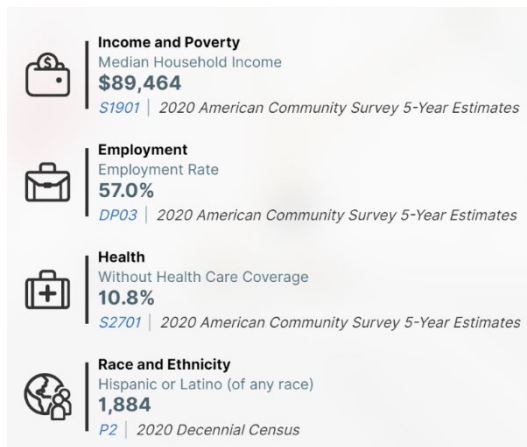 Income and Poverty
Median Household Income
$89,464
S1901 | 2020 American Community Survey 5-Year Estimates
Employment
Employment Rate
57.0%
DP03 | 2020 American Community Survey 5-Year Estimates
Health
Without Health Care Coverage
10.8%
S2701 | 2020 American Community Survey 5-Year Estimates
Race and Ethnicity
Hispanic or Latino (of any race)
1,884
P2 | 2020 Decennial Census